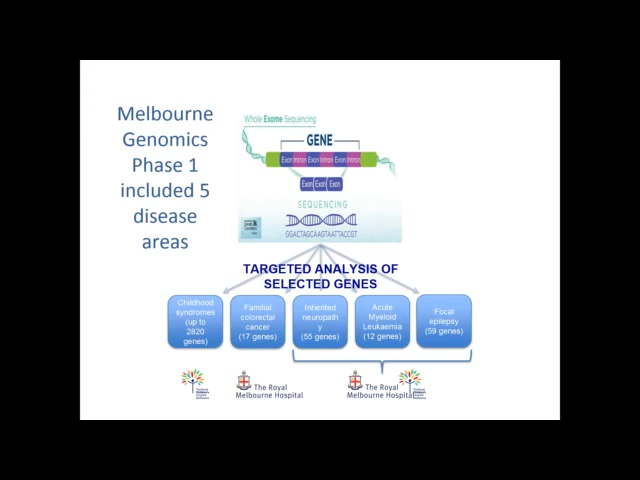 Melbourne
Genomics
Phase 1
included 5
disease
areas
Whole Exome Sequencing
GENE
Exon Intron Exon Intron Exon Intron
Exon Exon Exon
SEQUENCING
GGACTAGCAAGTAATTACCGT
TARGETED ANALYSIS OF
SELECTED GENES
Childhood
syndromes
(up to
2820
genes)
Familial
colorectal
cancer
(17 genes)
Inherited
neuropath
y
(55 genes)
Acute
Myeloid
Leukaemia
(12 genes)
Focal
epilepsy
(59 genes)
The Royal
Melbourne Hospital
The Royal
Melbourne Hospital